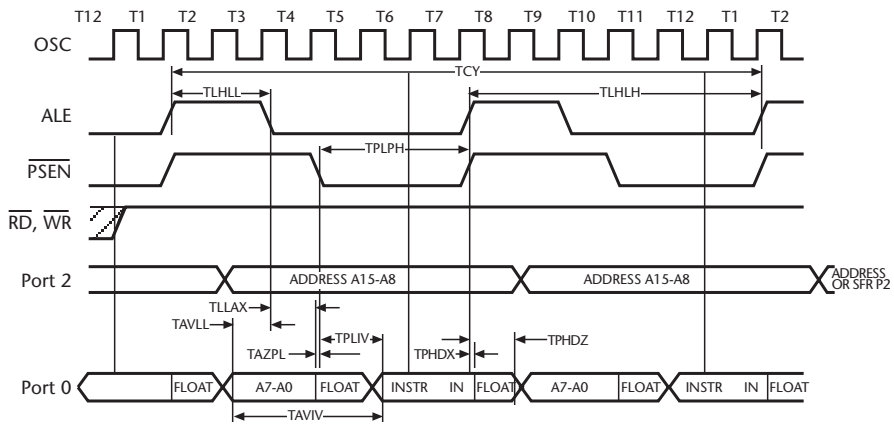 T12 T1 T2 T3 T4 T5 T6 T7 T8 T9 T10 T11 T12 T1 T2
OSC
TCY
TLHLL TLHLH
ALE
TPLPH
PSEN
RD, WR
Port 2 ADDRESS A15-A8 ADDRESS A15-A8 ADDRESS
OR SFR P2
TLLAX
TAVLL TPLIV TPHDZ
TAZPL TPHDX
Port 0 FLOAT A7-A0 FLOAT INSTR IN FLOAT A7-A0 FLOAT INSTR IN FLOAT
TAVIV